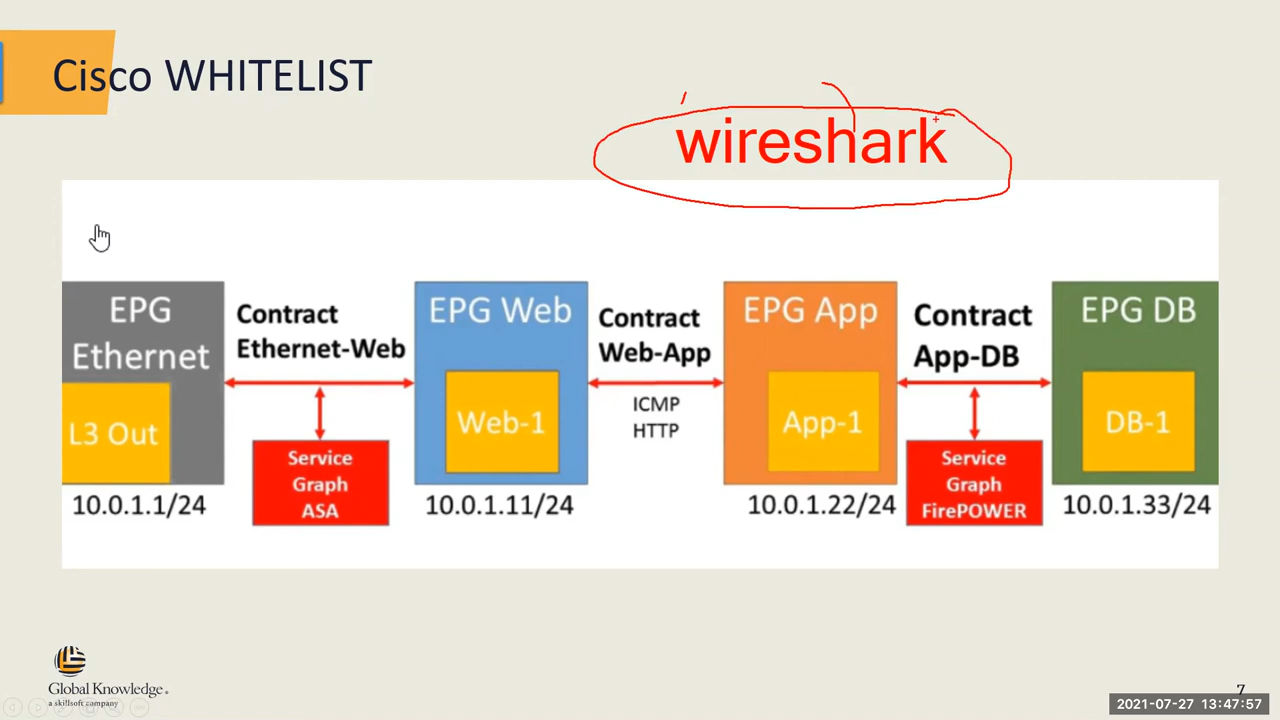 Cisco WHITELIST
wireshark
EPG
Ethernet
L3 Out
10.0.1.1/24
Contract
Ethernet-Web
Service
Graph
ASA
EPG Web
Web-1
10.0.1.11/24
Contract
Web-App
ICMP
HTTP
EPG App
App-1
10.0.1.22/24
Contract
App-DB
Service
Graph
FirePOWER
EPG DB
DB-1
10.0.1.33/24
Global Knowledge®
a skillsoft company
7
2021-07-27 13:47:57